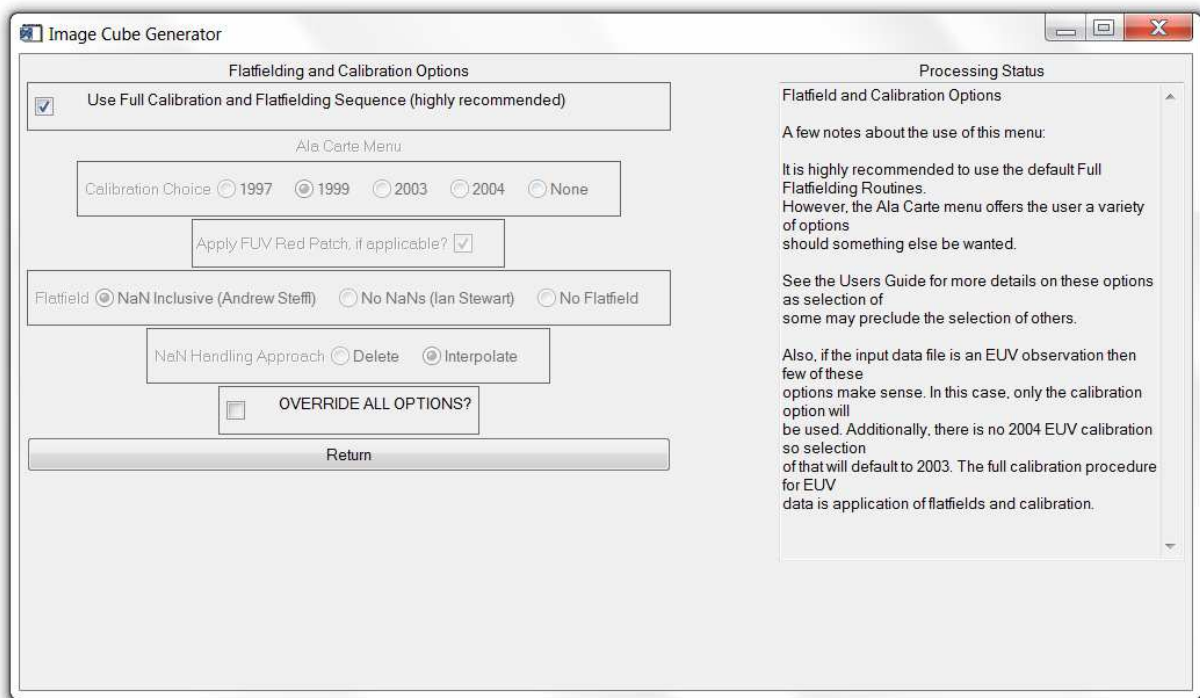 Image Cube Generator
Flatfielding and Calibration Options
Use Full Calibration and Flatfielding Sequence (highly recommended)
Ala Carte Menu
Calibration Choice 1997 1999 2003 2004 None
Apply FUV Red Patch, if applicable?
Flatfield NaN Inclusive (Andrew Steffl) No NaNs (Ian Stewart) No Flatfield
NaN Handling Approach Delete Interpolate
OVERRIDE ALL OPTIONS?
Return
Processing Status
Flatfield and Calibration Options
A few notes about the use of this menu:
It is highly recommended to use the default Full
Flatfielding Routines.
However, the Ala Carte menu offers the user a variety
of options
should something else be wanted.
See the Users Guide for more details on these options
as selection of
some may preclude the selection of others.
Also, if the input data file is an EUV observation then
few of these
options make sense. In this case, only the calibration
option will
be used. Additionally, there is no 2004 EUV calibration
so selection
of that will default to 2003. The full calibration procedure
for EUV
data is application of flatfields and calibration.